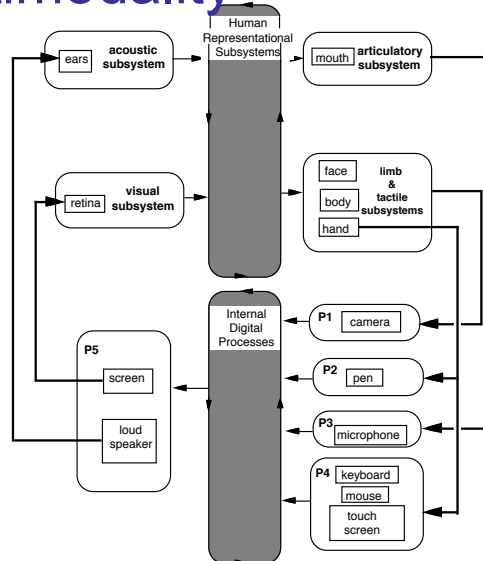 Human
Representational
Subsystems
acoustic
subsystem
ears
articulatory
subsystem
mouth
visual
subsystem
retina
face
body
hand
limb
&
tactile
subsystems
Internal
Digital
Processes
P1
camera
P2
pen
P3
microphone
P4
keyboard
mouse
touch
screen
P5
screen
loud
speaker